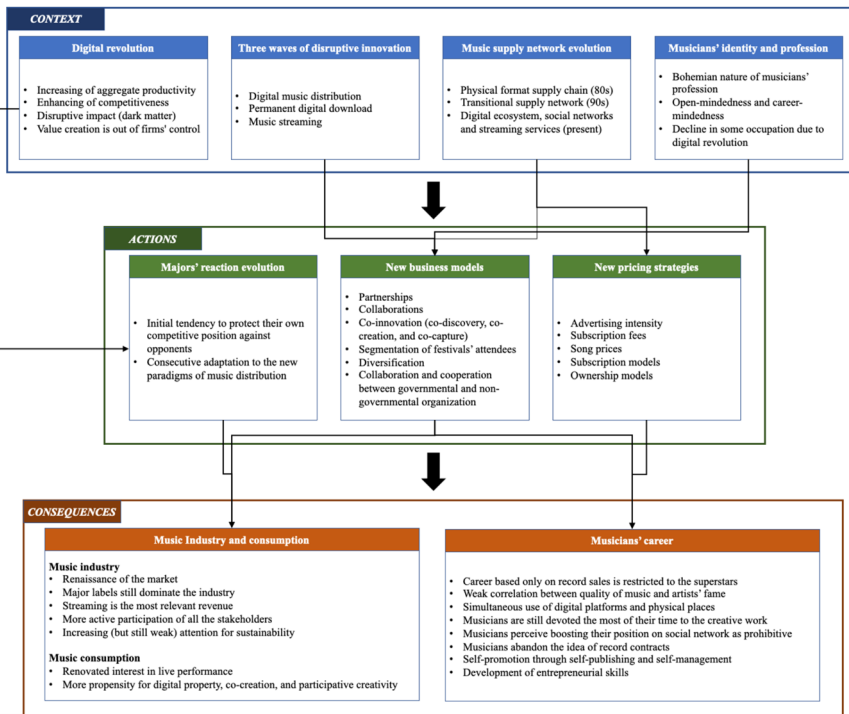 CONTEXT
Digital revolution
• Increasing of aggregate productivity
• Enhancing of competitiveness
• Disruptive impact (dark matter)
• Value creation is out of firms' control
Three waves of disruptive innovation
• Digital music distribution
• Permanent digital download
• Music streaming
Music supply network evolution
• Physical format supply chain (80s)
• Transitional supply network (90s)
• Digital ecosystem, social networks
and streaming services (present)
Musicians' identity and profession
• Bohemian nature of musicians'
profession
• Open-mindedness and career-
mindedness
• Decline in some occupation due to
digital revolution
ACTIONS
Majors' reaction evolution
• Initial tendency to protect their own
competitive position against
opponents
• Consecutive adaptation to the new
paradigms of music distribution
New business models
• Partnerships
• Collaborations
• Co-innovation (co-discovery, co-
creation, and co-capture)
• Segmentation of festivals' attendees
• Diversification
• Collaboration and cooperation
between governmental and non-
governmental organization
New pricing strategies
• Advertising intensity
• Subscription fees
• Song prices
• Subscription models
• Ownership models
CONSEQUENCES
Music Industry and consumption
Music industry
• Renaissance of the market
• Major labels still dominate the industry
• Streaming is the most relevant revenue
• More active participation of all the stakeholders
• Increasing (but still weak) attention for sustainability
Music consumption
• Renovated interest in live performance
• More propensity for digital property, co-creation, and participative creativity
Musicians' career
• Career based only on record sales is restricted to the superstars
• Weak correlation between quality of music and artists' fame
• Simultaneous use of digital platforms and physical places
• Musicians are still devoted the most of their time to the creative work
• Musicians perceive boosting their position on social network as prohibitive
• Musicians abandon the idea of record contracts
• Self-promotion through self-publishing and self-management
• Development of entrepreneurial skills